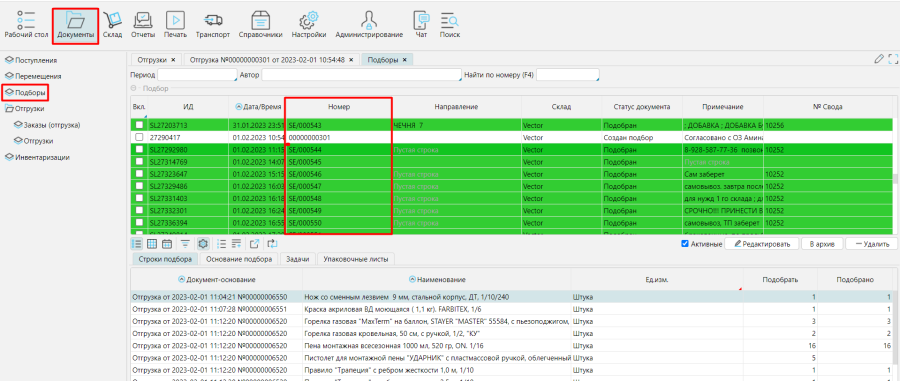 Рабочий стол Документы Склад Отчеты Печать Транспорт Справочники Настройки Администрирование Чат Поиск
Поступления
Перемещения
Подборы
Отгрузки
Заказы (отгрузка)
Отгрузки
Инвентаризации
Отгрузки × Отгрузка №00000000301 от 2023-02-01 10:54:48 × Подборы ×
Период Автор Найти по номеру (F4)
Подбор
Вкл. ИД Дата/Время Номер Направление Склад Статус документа Примечание № Свода
SL27203713 31.01.2023 23:51 SE/000543 ЧЕЧНЯ 7 Vector Подобран ; ДОБАВКА ; ДОБАВКА 10256
27290417 01.02.2023 10:54 00000000301 Vector Создан подбор Согласовано с ОЗ Амина
SL27292980 01.02.2023 11:15 SE/000544 Пустая строка Vector Подобран 8-928-587-77-36 позвон 10252
SL27314769 01.02.2023 14:07 SE/000545 Пустая строка Vector Подобран Пустая строка 10252
SL27323647 01.02.2023 15:15 SE/000546 Пустая строка Vector Подобран Сам заберет 10252
SL27329486 01.02.2023 16:03 SE/000547 Пустая строка Vector Подобран самовывоз, завтра после 10252
SL27331403 01.02.2023 16:18 SE/000548 Пустая строка Vector Подобран для нужд 1 го склада ; 10252
SL27332301 01.02.2023 16:24 SE/000549 Пустая строка Vector Подобран СРОЧНО!!! ПРИНЕСТИ В 10252
SL27336394 01.02.2023 16:55 SE/000550 Пустая строка Vector Подобран самовывоз, ТП заберет 10252
Активные Редактировать В архив Удалить
Строки подбора Основание подбора Задачи Упаковочные листы
Документ-основание Наименование Ед.изм. Подобрать Подобрано
Отгрузка от 2023-02-01 11:04:21 №00000006550 Нож со сменным лезвием 9 мм, стальной корпус, ДТ, 1/10/240 Штука 1 1
Отгрузка от 2023-02-01 11:07:28 №00000006551 Краска акриловая ВД моющаяся ( 1,1 кг). FARBITEX, 1/6 Штука 1 1
Отгрузка от 2023-02-01 11:12:20 №00000006520 Горелка газовая "MaxTerm" на баллон, STAYER "MASTER" 55584, с пьезоподжигом, Штука 3 3
Отгрузка от 2023-02-01 11:12:20 №00000006520 Горелка газовая кровельная, 50 см, с ручкой, 1/2, "КУ" Штука 2 2
Отгрузка от 2023-02-01 11:12:20 №00000006520 Пена монтажная всесезонная 1000 мл, 520 гр, ON. 1/16 Штука 16 16
Отгрузка от 2023-02-01 11:12:20 №00000006520 Пистолет для монтажной пены "УДАРНИК" с пластмассовой ручкой, облегченный Штука 5
Отгрузка от 2023-02-01 11:12:20 №00000006520 Правило "Трапеция" с ребром жесткости 1,0 м, 1/10 Штука 1